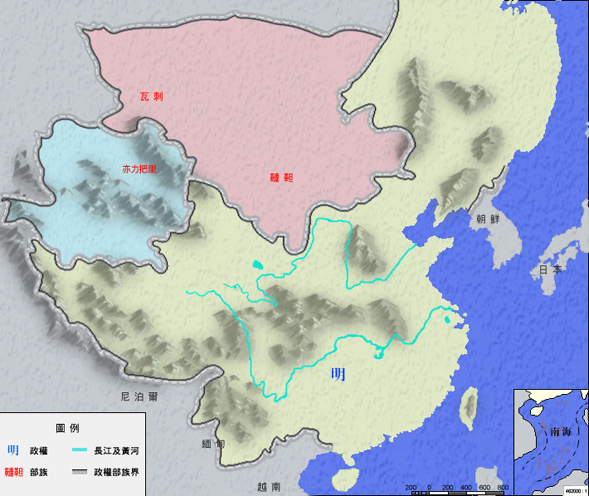 瓦剌
亦力把里
韃靼
朝鮮
日本
明
尼泊爾
緬甸
越南
南海
圖例
明 政權
長江及黃河
韃靼 部族
政權部族界
200 0 200 400 600 800